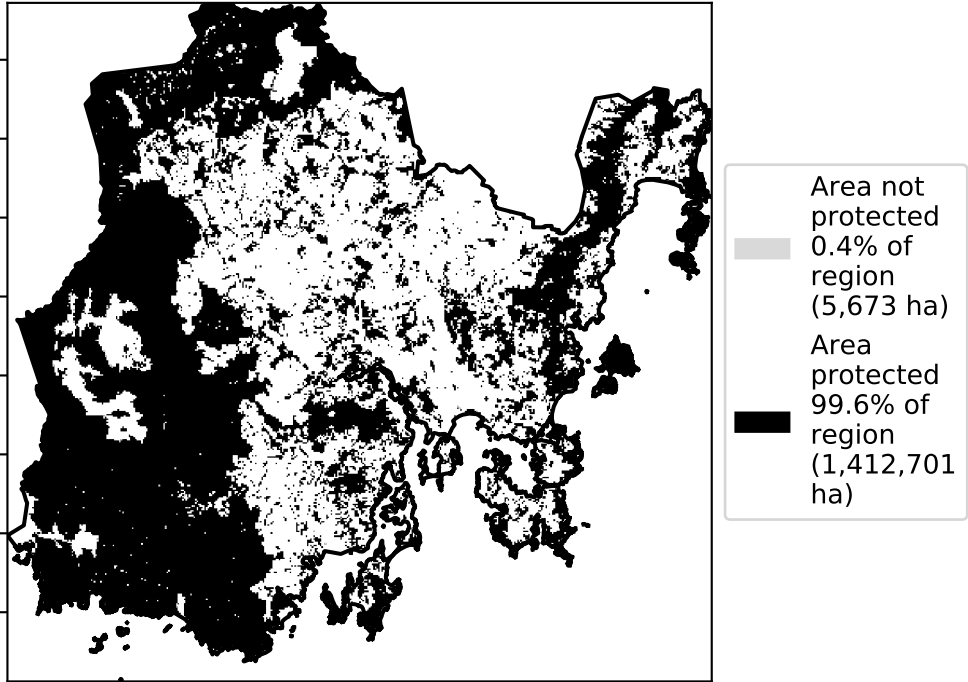 Area not
protected
0.4% of
region
(5,673 ha)
Area
protected
99.6% of
region
(1,412,701
ha)